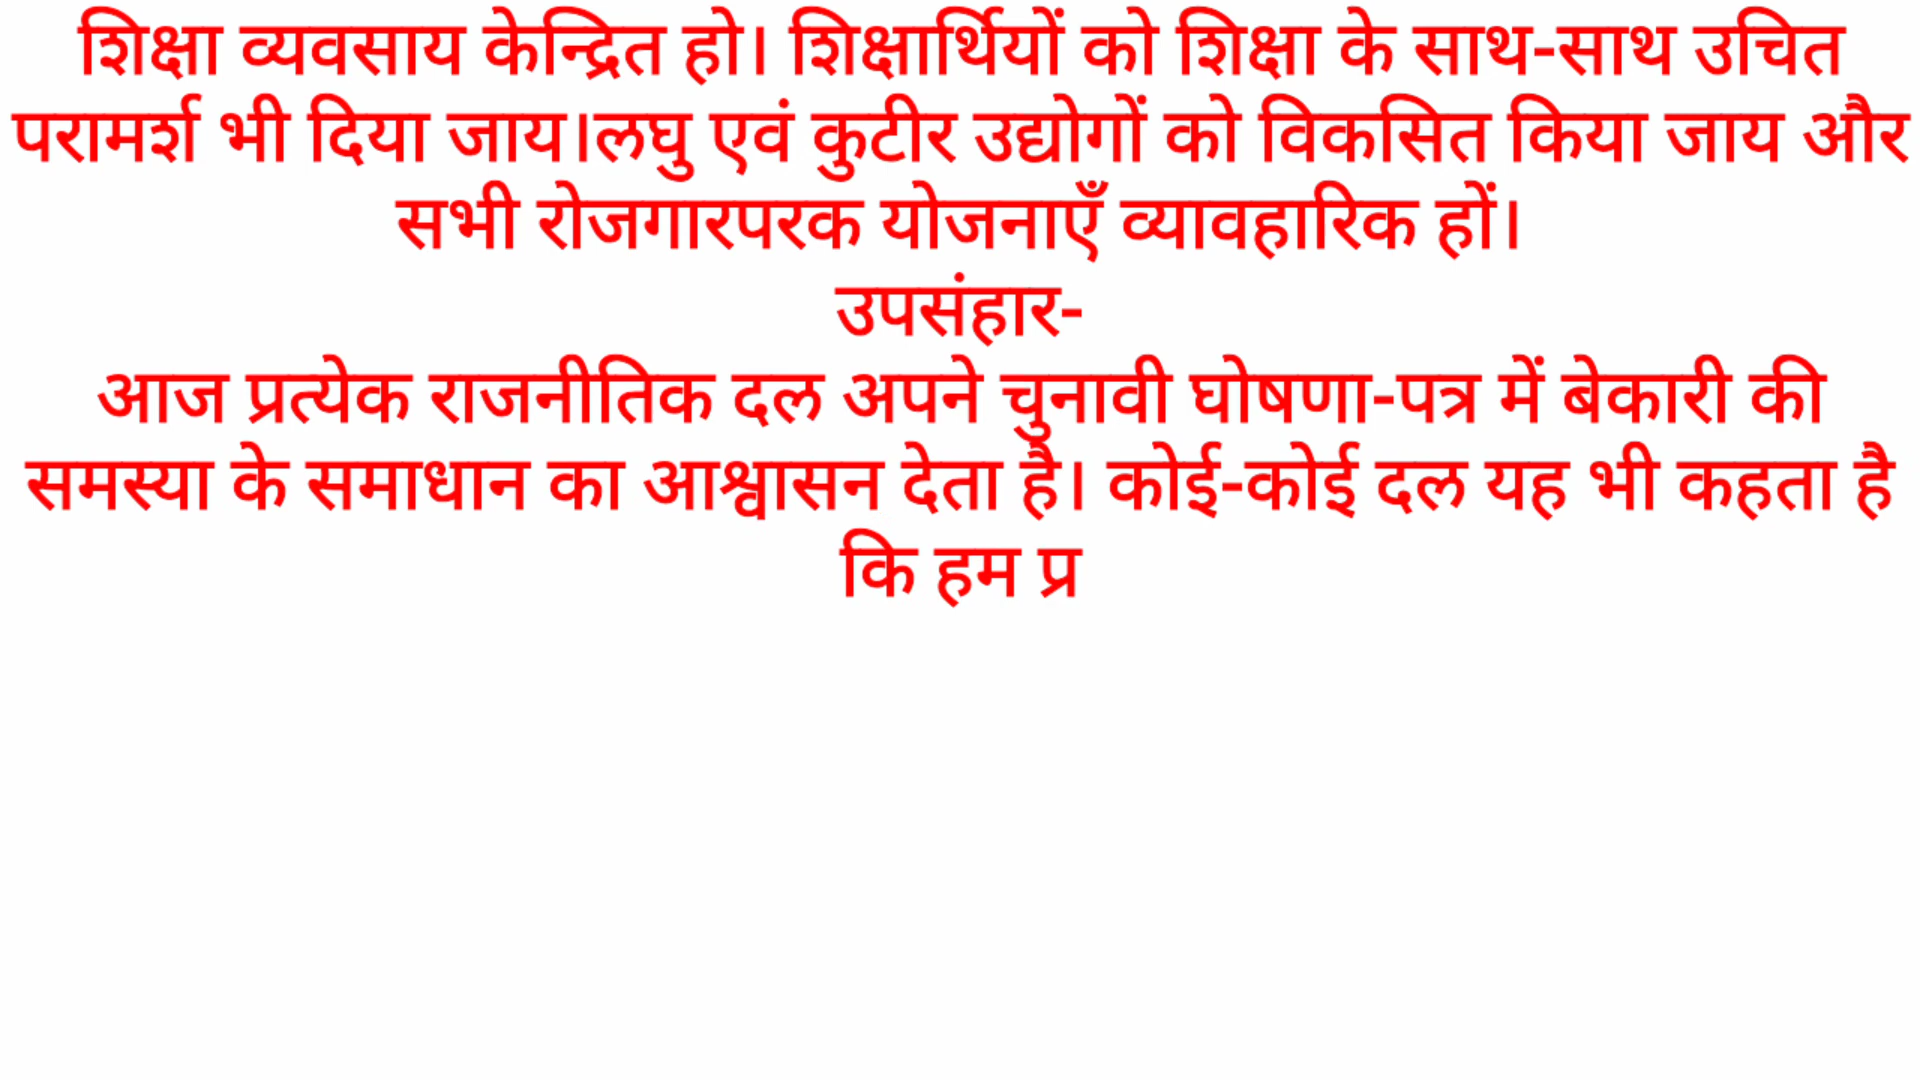 शिक्षा व्यवसाय केन्द्रित हो। शिक्षार्थियों को शिक्षा के साथ-साथ उचित
परामर्श भी दिया जाय।लघु एवं कुटीर उद्योगों को विकसित किया जाय और
सभी रोजगारपरक योजनाएँ व्यावहारिक हों।
उपसंहार-
आज प्रत्येक राजनीतिक दल अपने चुनावी घोषणा-पत्र में बेकारी की
समस्या के समाधान का आश्वासन देता है। कोई-कोई दल यह भी कहता है
कि हम प्र